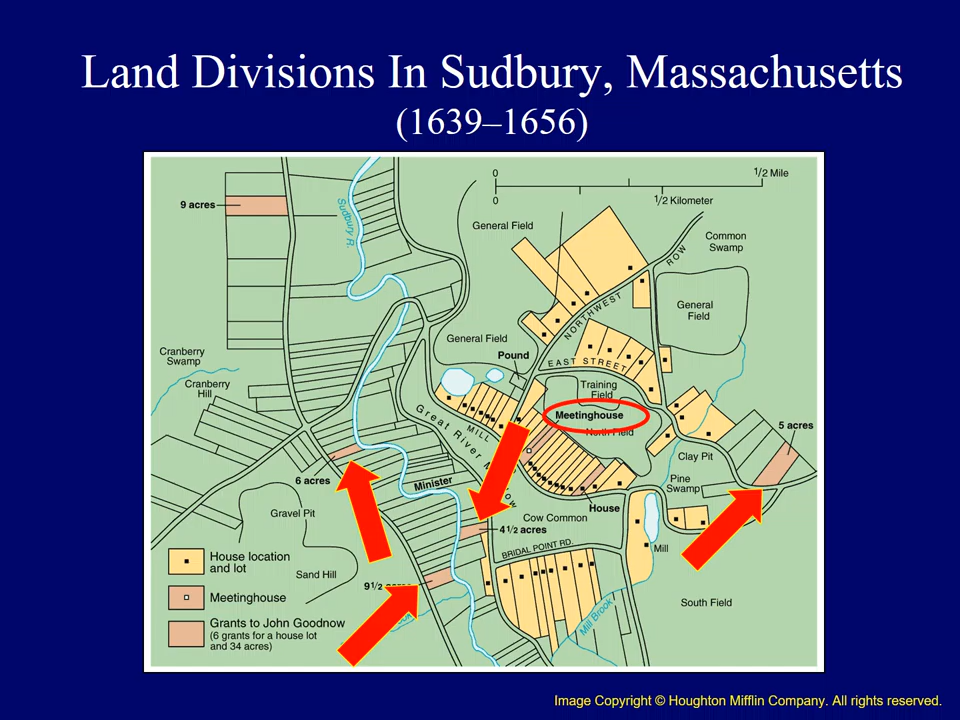 Land Divisions In Sudbury, Massachusetts
(1639–1656)
0
1/2 Mile
0
1/2 Kilometer
9 acres
Sudbury R.
General Field
Common
Swamp
NORTHWEST ROW
General
Field
General Field
Pound
EAST STREET
Cranberry
Swamp
Cranberry
Hill
Training
Field
Meetinghouse
North Field
Great River
MILL
5 acres
Clay Pit
Pine
Swamp
6 acres
Minister
House
Gravel Pit
Cow Common
4 1/2 acres
BRIDAL POINT RD.
Mill
Sand Hill
9 1/2
South Field
Mill Brook
House location
and lot
Meetinghouse
Grants to John Goodnow
(6 grants for a house lot
and 34 acres)
Image Copyright © Houghton Mifflin Company. All rights reserved.